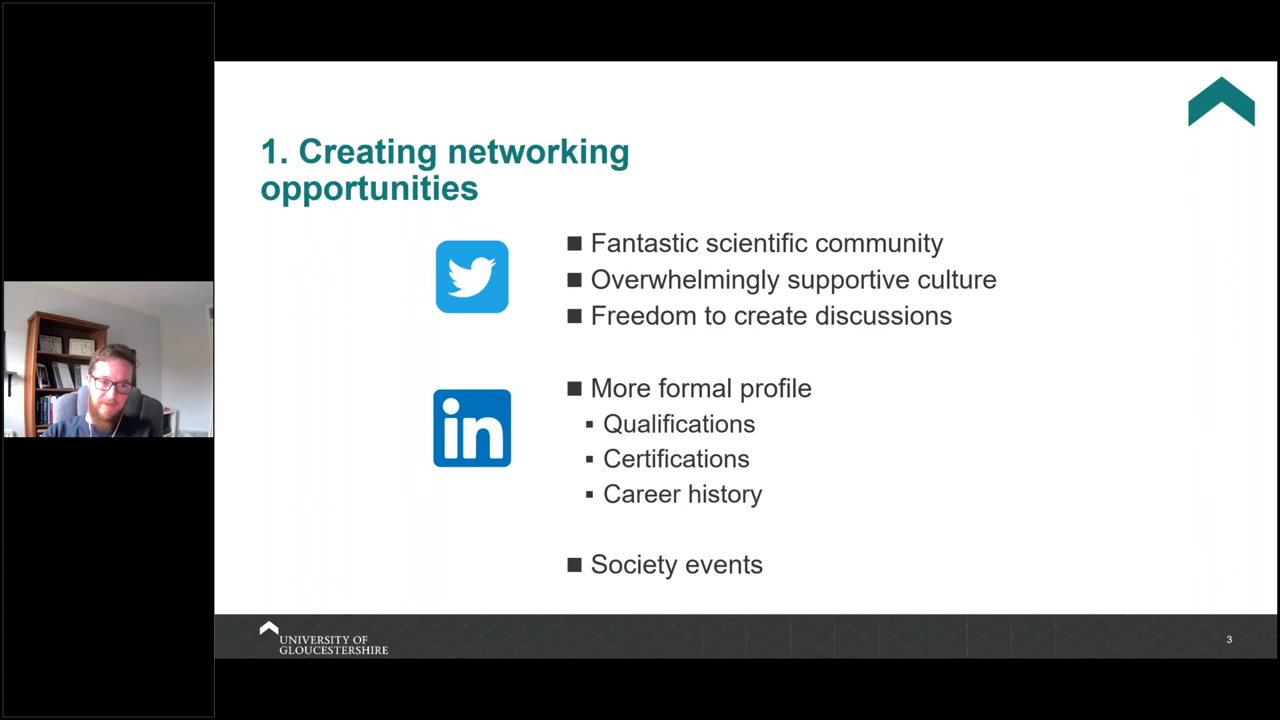 1. Creating networking
opportunities
Fantastic scientific community
Overwhelmingly supportive culture
Freedom to create discussions
in
More formal profile
Qualifications
Certifications
Career history
Society events
UNIVERSITY OF
GLOUCESTERSHIRE
3